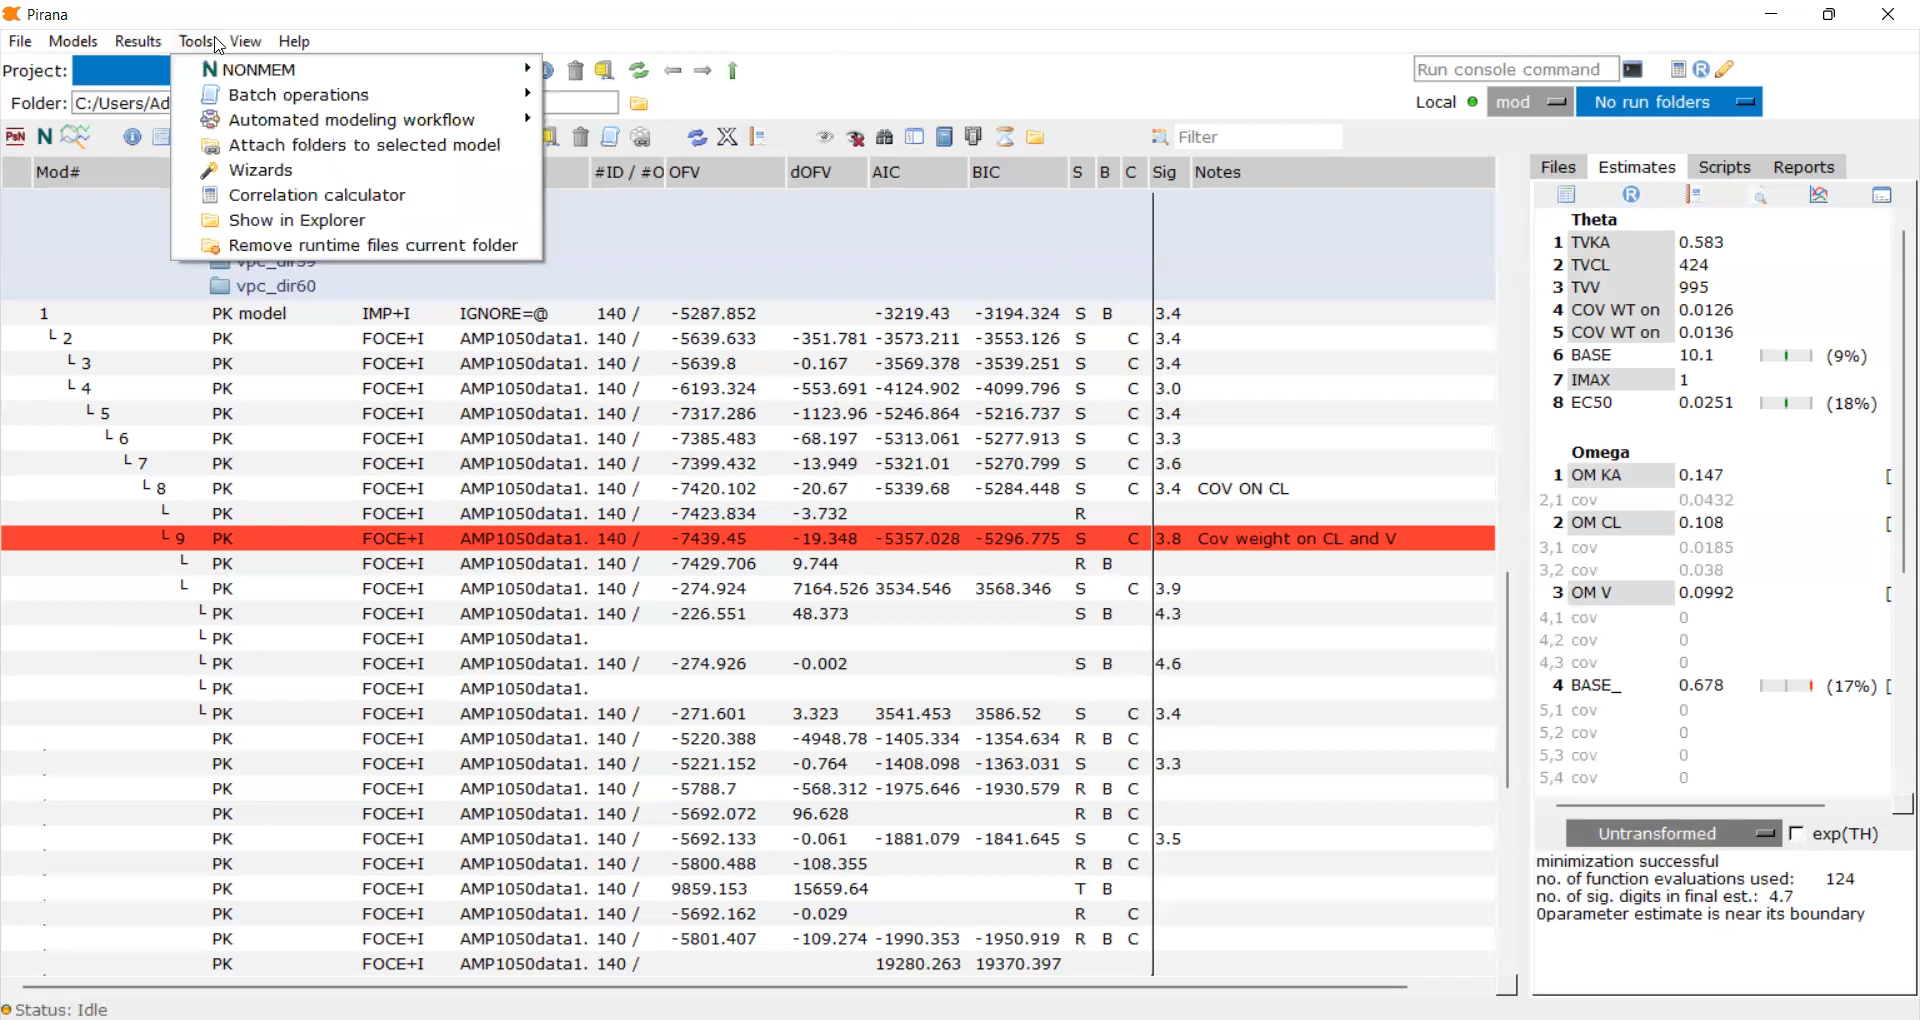 Pirana
File Models Results Tools View Help
Project:
NONMEM
Run console command
Batch operations
Folder: C:/Users/Ad
Local mod No run folders
Automated modeling workflow
PsN N
Filter
Attach folders to selected model
Wizards
Files Estimates Scripts Reports
Mod# #ID / #O OFV dOFV AIC BIC S B C Sig Notes
Correlation calculator
Show in Explorer
Remove runtime files current folder
vpc_dir59
vpc_dir60
1 PK model IMP+I IGNORE=@ 140 / -5287.852 -3219.43 -3194.324 S B 3.4
2 PK FOCE+I AMP1050data1. 140 / -5639.633 -351.781 -3573.211 -3553.126 S C 3.4
3 PK FOCE+I AMP1050data1. 140 / -5639.8 -0.167 -3569.378 -3539.251 S C 3.4
4 PK FOCE+I AMP1050data1. 140 / -6193.324 -553.691 -4124.902 -4099.796 S C 3.0
5 PK FOCE+I AMP1050data1. 140 / -7317.286 -1123.96 -5246.864 -5216.737 S C 3.4
6 PK FOCE+I AMP1050data1. 140 / -7385.483 -68.197 -5313.061 -5277.913 S C 3.3
7 PK FOCE+I AMP1050data1. 140 / -7399.432 -13.949 -5321.01 -5270.799 S C 3.6
8 PK FOCE+I AMP1050data1. 140 / -7420.102 -20.67 -5339.68 -5284.448 S C 3.4 COV ON CL
PK FOCE+I AMP1050data1. 140 / -7423.834 -3.732 R
9 PK FOCE+I AMP1050data1. 140 / -7439.45 -19.348 -5357.028 -5296.775 S C 3.8 Cov weight on CL and V
PK FOCE+I AMP1050data1. 140 / -7429.706 9.744 R B
PK FOCE+I AMP1050data1. 140 / -274.924 7164.526 3534.546 3568.346 S C 3.9
PK FOCE+I AMP1050data1. 140 / -226.551 48.373 S B 4.3
PK FOCE+I AMP1050data1.
PK FOCE+I AMP1050data1. 140 / -274.926 -0.002 S B 4.6
PK FOCE+I AMP1050data1.
PK FOCE+I AMP1050data1. 140 / -271.601 3.323 3541.453 3586.52 S C 3.4
PK FOCE+I AMP1050data1. 140 / -5220.388 -4948.78 -1405.334 -1354.634 R B C
PK FOCE+I AMP1050data1. 140 / -5221.152 -0.764 -1408.098 -1363.031 S C 3.3
PK FOCE+I AMP1050data1. 140 / -5788.7 -568.312 -1975.646 -1930.579 R B C
PK FOCE+I AMP1050data1. 140 / -5692.072 96.628 R B C
PK FOCE+I AMP1050data1. 140 / -5692.133 -0.061 -1881.079 -1841.645 S C 3.5
PK FOCE+I AMP1050data1. 140 / -5800.488 -108.355 R B C
PK FOCE+I AMP1050data1. 140 / 9859.153 15659.64 T B
PK FOCE+I AMP1050data1. 140 / -5692.162 -0.029 R C
PK FOCE+I AMP1050data1. 140 / -5801.407 -109.274 -1990.353 -1950.919 R B C
PK FOCE+I AMP1050data1. 140 / 19280.263 19370.397
Theta
1 TVKA 0.583
2 TVCL 424
3 TVV 995
4 COV WT on 0.0126
5 COV WT on 0.0136
6 BASE 10.1 (9%)
7 IMAX 1
8 EC50 0.0251 (18%)
Omega
1 OM KA 0.147 [
2,1 cov 0.0432
2 OM CL 0.108 [
3,1 cov 0.0185
3,2 cov 0.038
3 OM V 0.0992 [
4,1 cov 0
4,2 cov 0
4,3 cov 0
4 BASE_ 0.678 (17%) [
5,1 cov 0
5,2 cov 0
5,3 cov 0
5,4 cov 0
Untransformed exp(TH)
minimization successful
no. of function evaluations used: 124
no. of sig. digits in final est.: 4.7
0parameter estimate is near its boundary
Status: Idle